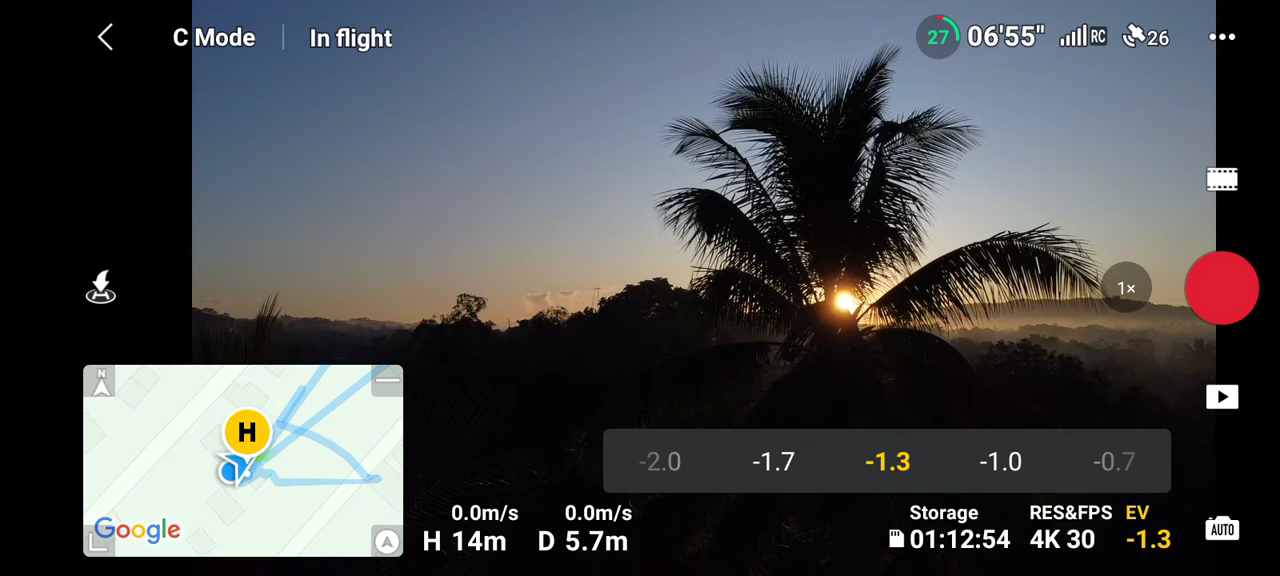 C Mode
In flight
27
06'55"
RC
26
1×
N
H
Google
-2.0
-1.7
-1.3
-1.0
-0.7
0.0m/s
0.0m/s
H 14m
D 5.7m
Storage
01:12:54
RES&FPS
4K 30
EV
-1.3
AUTO